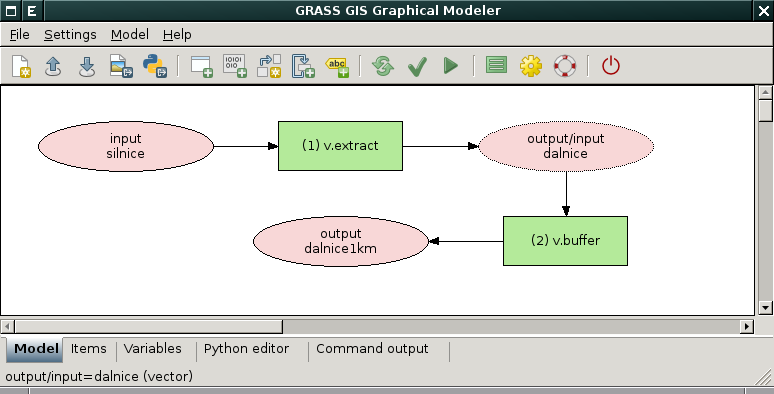 GRASS GIS Graphical Modeler
File Settings Model Help
abc
input
silnice
(1) v.extract
output/input
dalnice
output
dalnice1km
(2) v.buffer
Model Items Variables Python editor Command output
output/input=dalnice (vector)